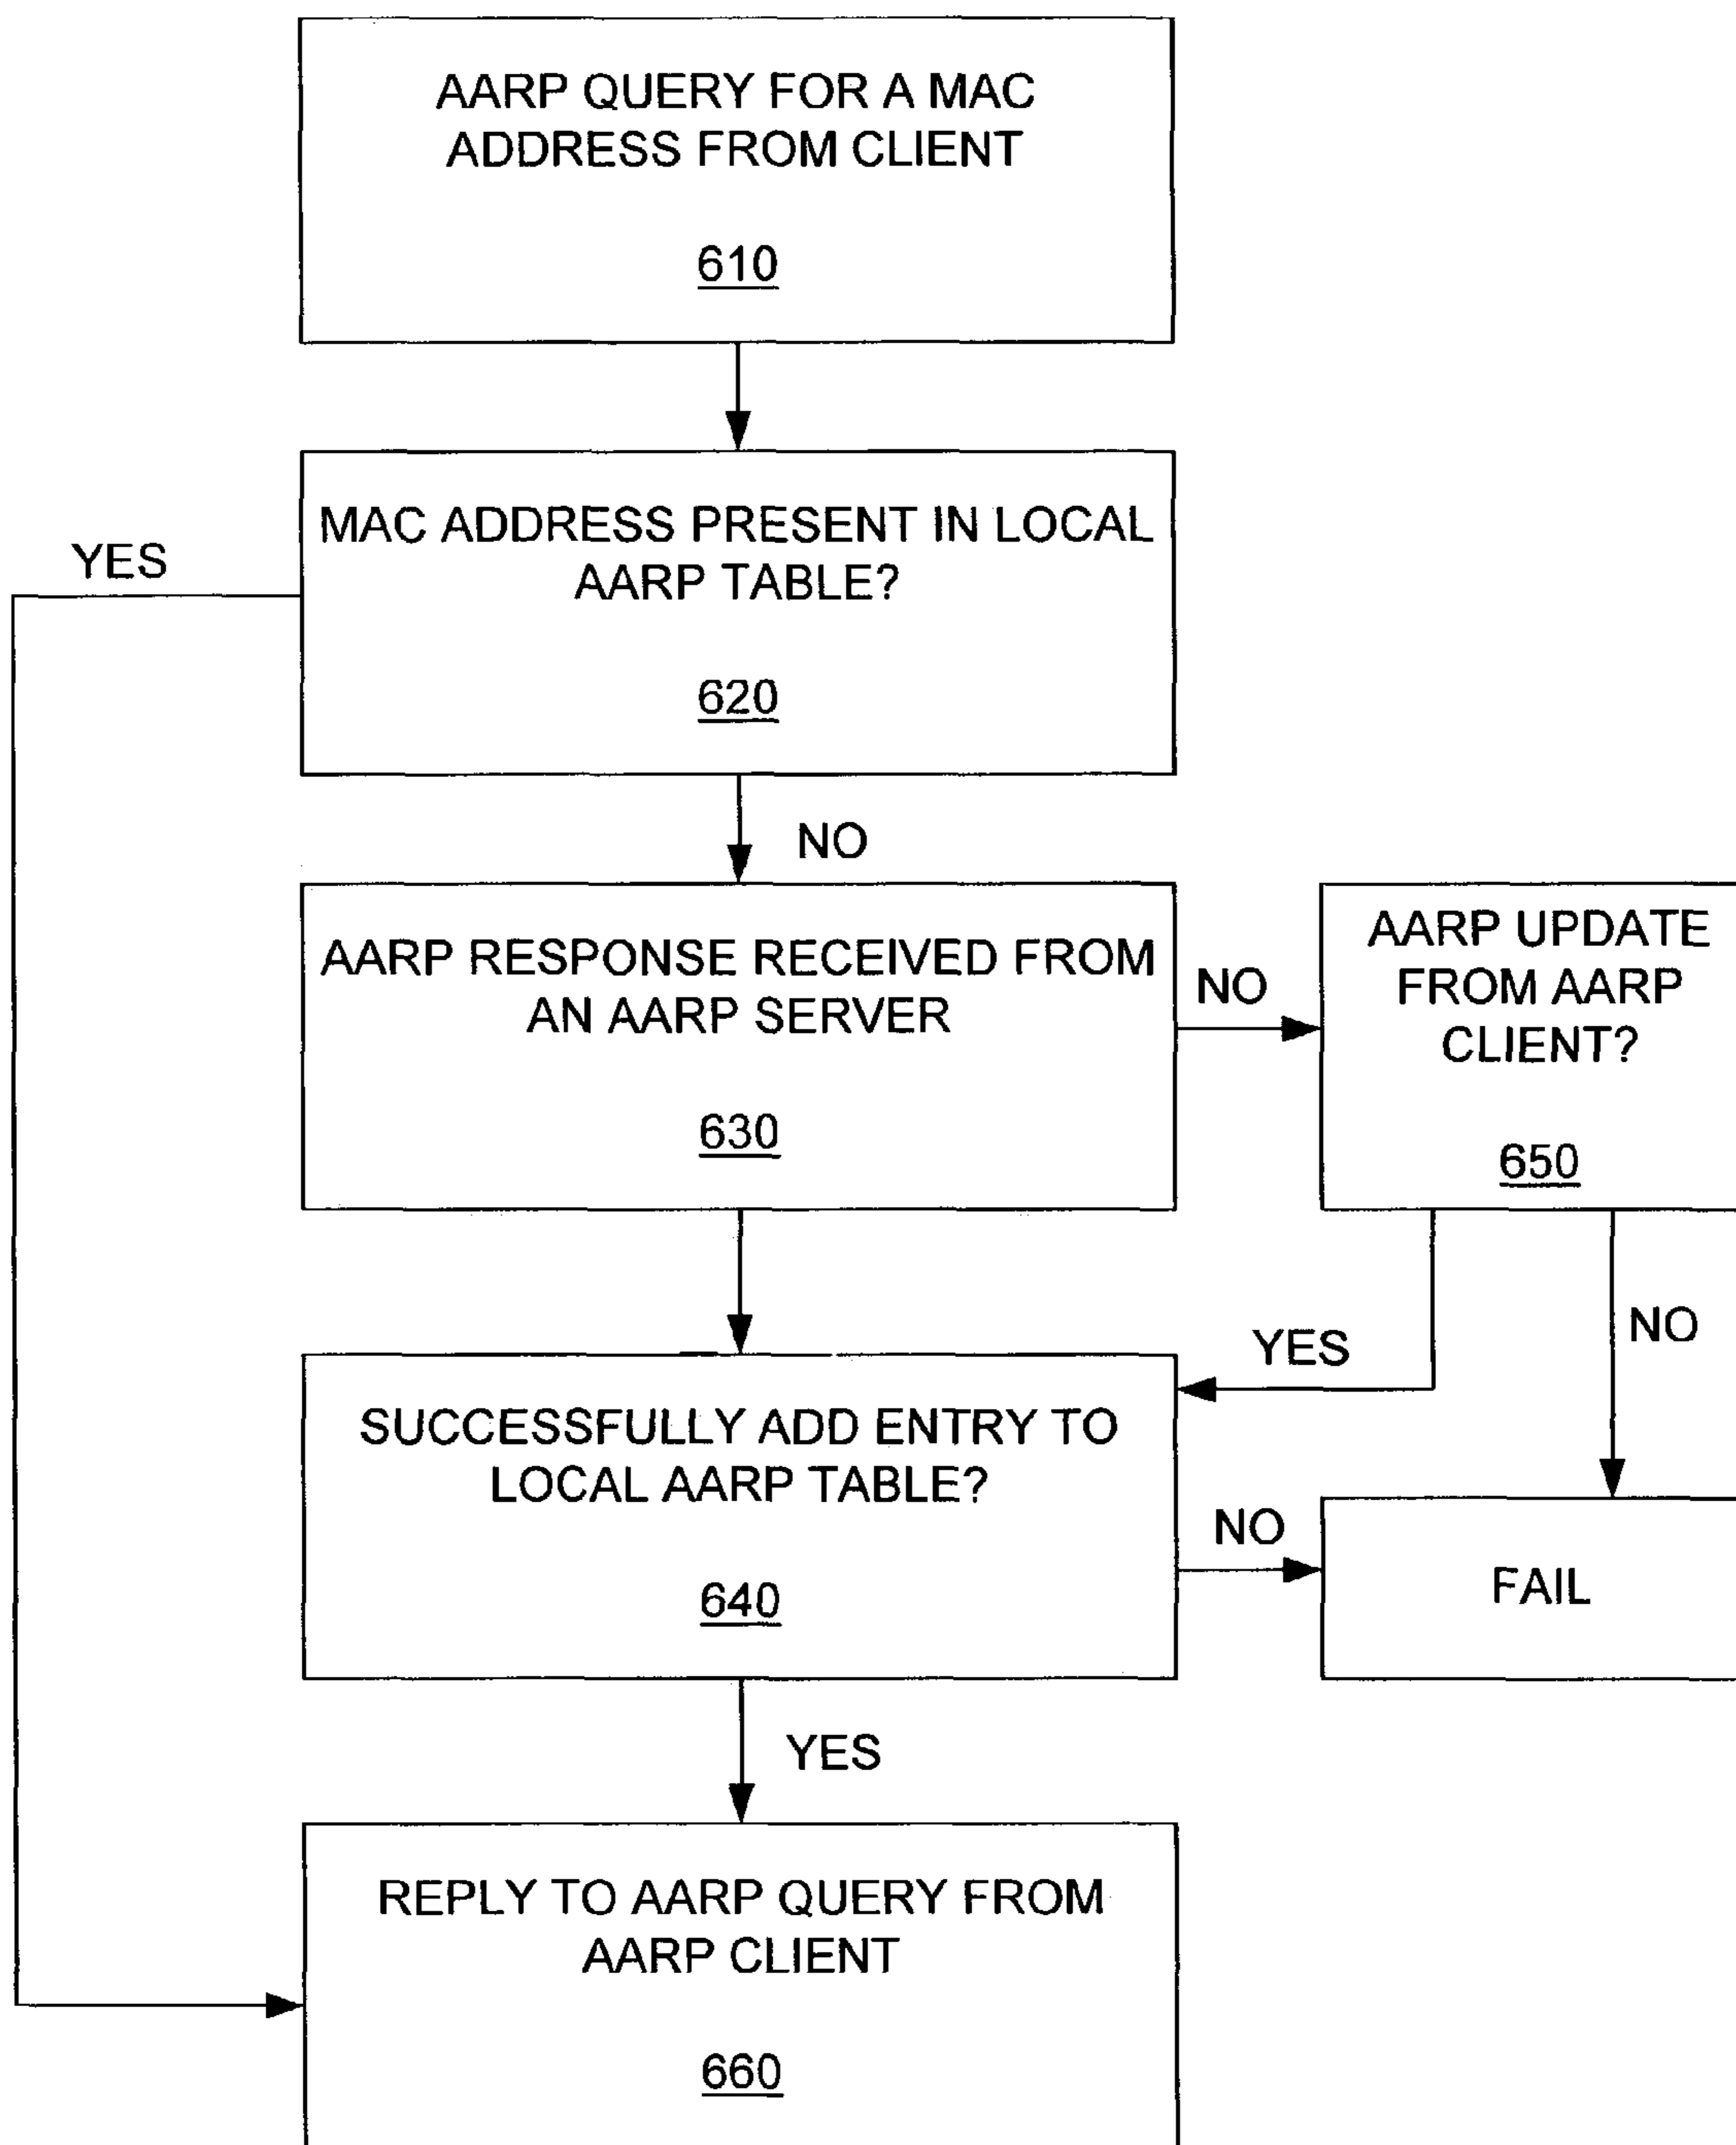 AARP QUERY FOR A MAC
ADDRESS FROM CLIENT
610
MAC ADDRESS PRESENT IN LOCAL
AARP TABLE?
620
YES
NO
AARP RESPONSE RECEIVED FROM
AN AARP SERVER
630
NO
AARP UPDATE
FROM AARP
CLIENT?
650
YES
NO
SUCCESSFULLY ADD ENTRY TO
LOCAL AARP TABLE?
640
NO
FAIL
YES
REPLY TO AARP QUERY FROM
AARP CLIENT
660